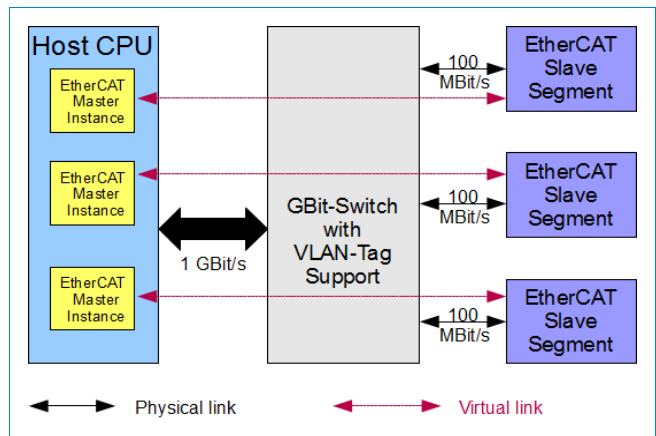 Host CPU
EtherCAT
Master
Instance
EtherCAT
Master
Instance
EtherCAT
Master
Instance
1 GBit/s
GBit-Switch
with
VLAN-Tag
Support
100
MBit/s
100
MBit/s
100
MBit/s
EtherCAT
Slave
Segment
EtherCAT
Slave
Segment
EtherCAT
Slave
Segment
Physical link
Virtual link